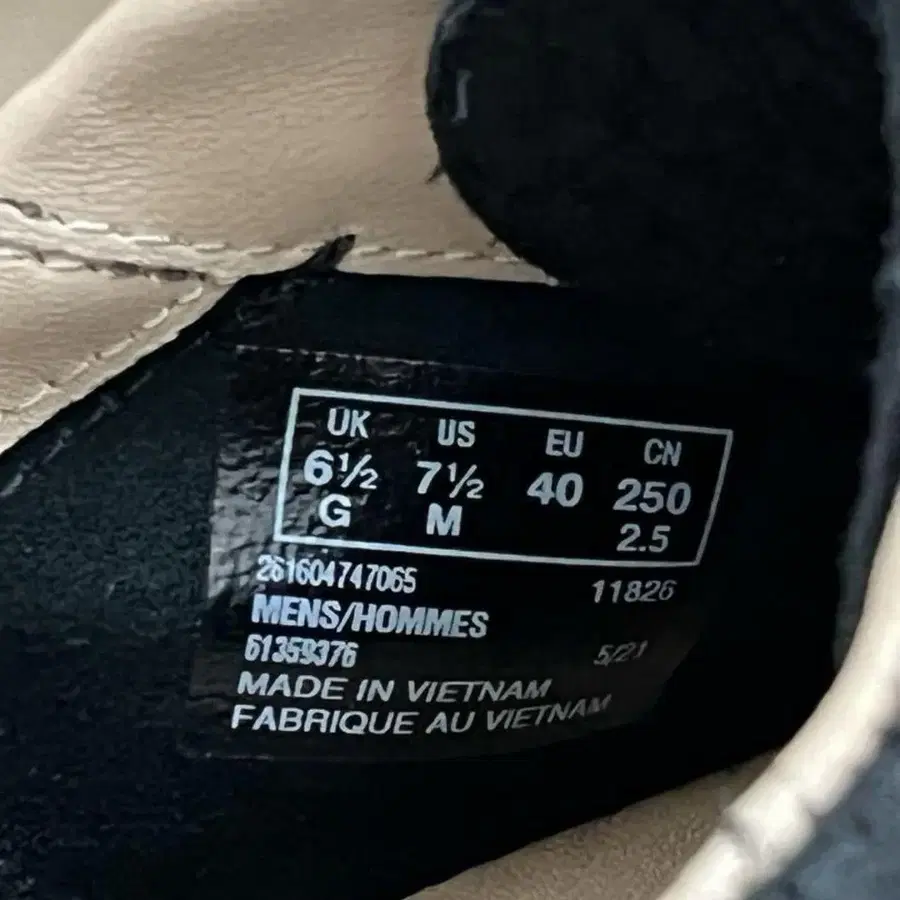 UK US EU CN
6½ 7½ 40 250
G M 2.5
261604747065 11826
MENS/HOMMES
61359376 5/21
MADE IN VIETNAM
FABRIQUE AU VIETNAM